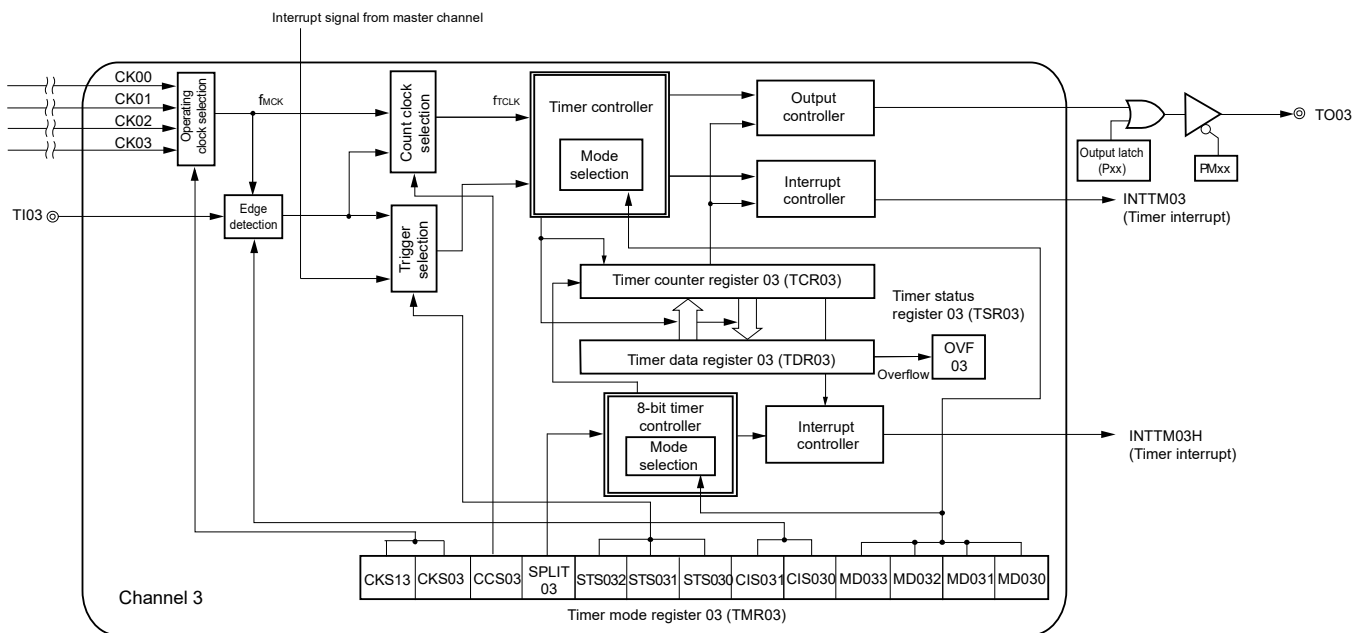 Interrupt signal from master channel
CK00
CK01
CK02
CK03
Operating
clock selection
fMCK
Count clock
selection
fTCLK
Timer controller
Mode
selection
Output
controller
TO03
Output latch
(Pxx)
PMxx
Interrupt
controller
INTTM03
(Timer interrupt)
TI03
Edge
detection
Trigger
selection
Timer counter register 03 (TCR03)
Timer status
register 03 (TSR03)
Timer data register 03 (TDR03)
Overflow
OVF
03
8-bit timer
controller
Mode
selection
Interrupt
controller
INTTM03H
(Timer interrupt)
CKS13
CKS03
CCS03
SPLIT
03
STS032
STS031
STS030
CIS031
CIS030
MD033
MD032
MD031
MD030
Channel 3
Timer mode register 03 (TMR03)